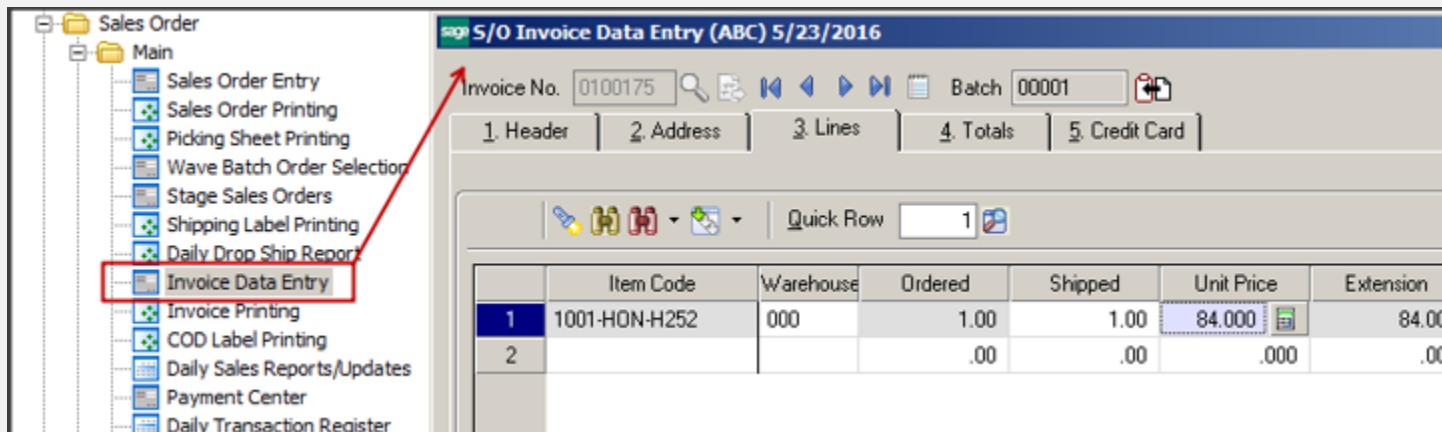 Sales Order
Main
Sales Order Entry
Sales Order Printing
Picking Sheet Printing
Wave Batch Order Selection
Stage Sales Orders
Shipping Label Printing
Daily Drop Ship Report
Invoice Data Entry
Invoice Printing
COD Label Printing
Daily Sales Reports/Updates
Payment Center
Daily Transaction Register
sage S/O Invoice Data Entry (ABC) 5/23/2016
Invoice No. 0100175 Batch 00001
1. Header 2. Address 3. Lines 4. Totals 5. Credit Card
Quick Row 1
Item Code Warehouse Ordered Shipped Unit Price Extension
1 1001-HON-H252 000 1.00 1.00 84.000 84.00
2 .00 .00 .000 .00